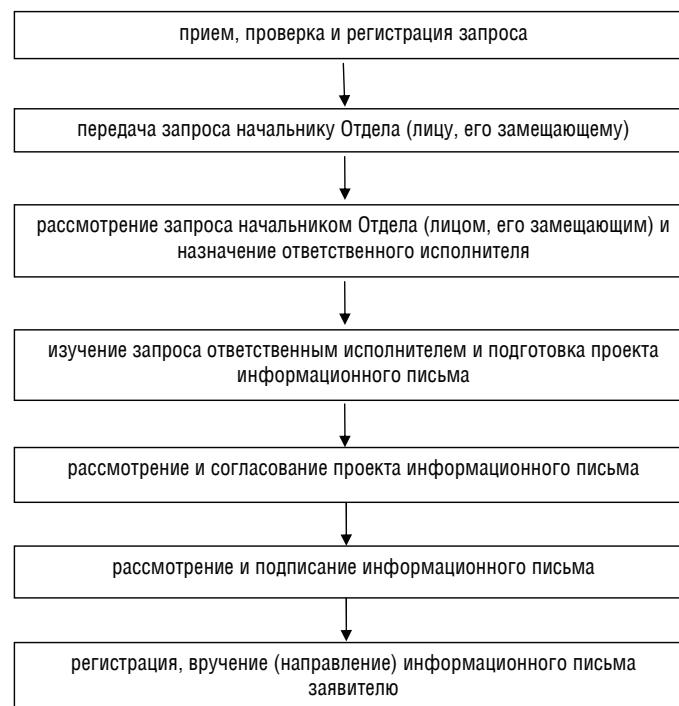 прием, проверка и регистрация запроса
передача запроса начальнику Отдела (лицу, его замещающему)
рассмотрение запроса начальником Отдела (лицом, его замещающим) и
назначение ответственного исполнителя
изучение запроса ответственным исполнителем и подготовка проекта
информационного письма
рассмотрение и согласование проекта информационного письма
рассмотрение и подписание информационного письма
регистрация, вручение (направление) информационного письма
заявителю